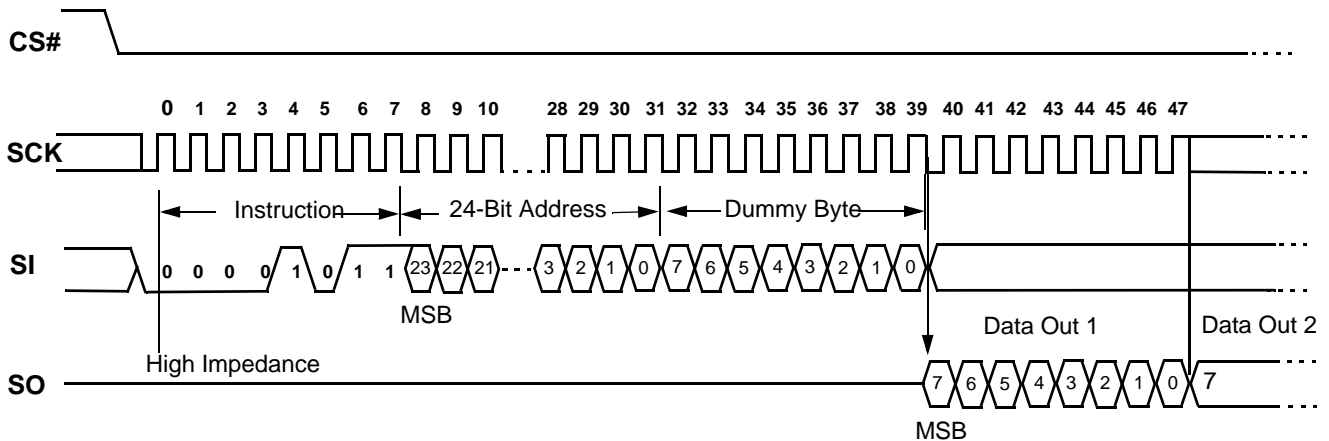 CS#
0 1 2 3 4 5 6 7 8 9 10 28 29 30 31 32 33 34 35 36 37 38 39 40 41 42 43 44 45 46 47
SCK
Instruction 24-Bit Address Dummy Byte
SI 0 0 0 0 1 0 1 1 23 22 21 3 2 1 0 7 6 5 4 3 2 1 0
MSB
Data Out 1 Data Out 2
High Impedance
SO 7 6 5 4 3 2 1 0 7
MSB